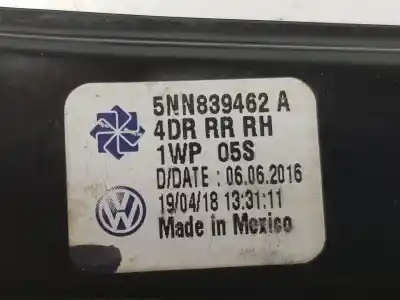 5NN839462 A
4DR RR RH
1WP 05S
D/DATE : 06.06.2016
19/04/18 13:31:11
Made in Mexico